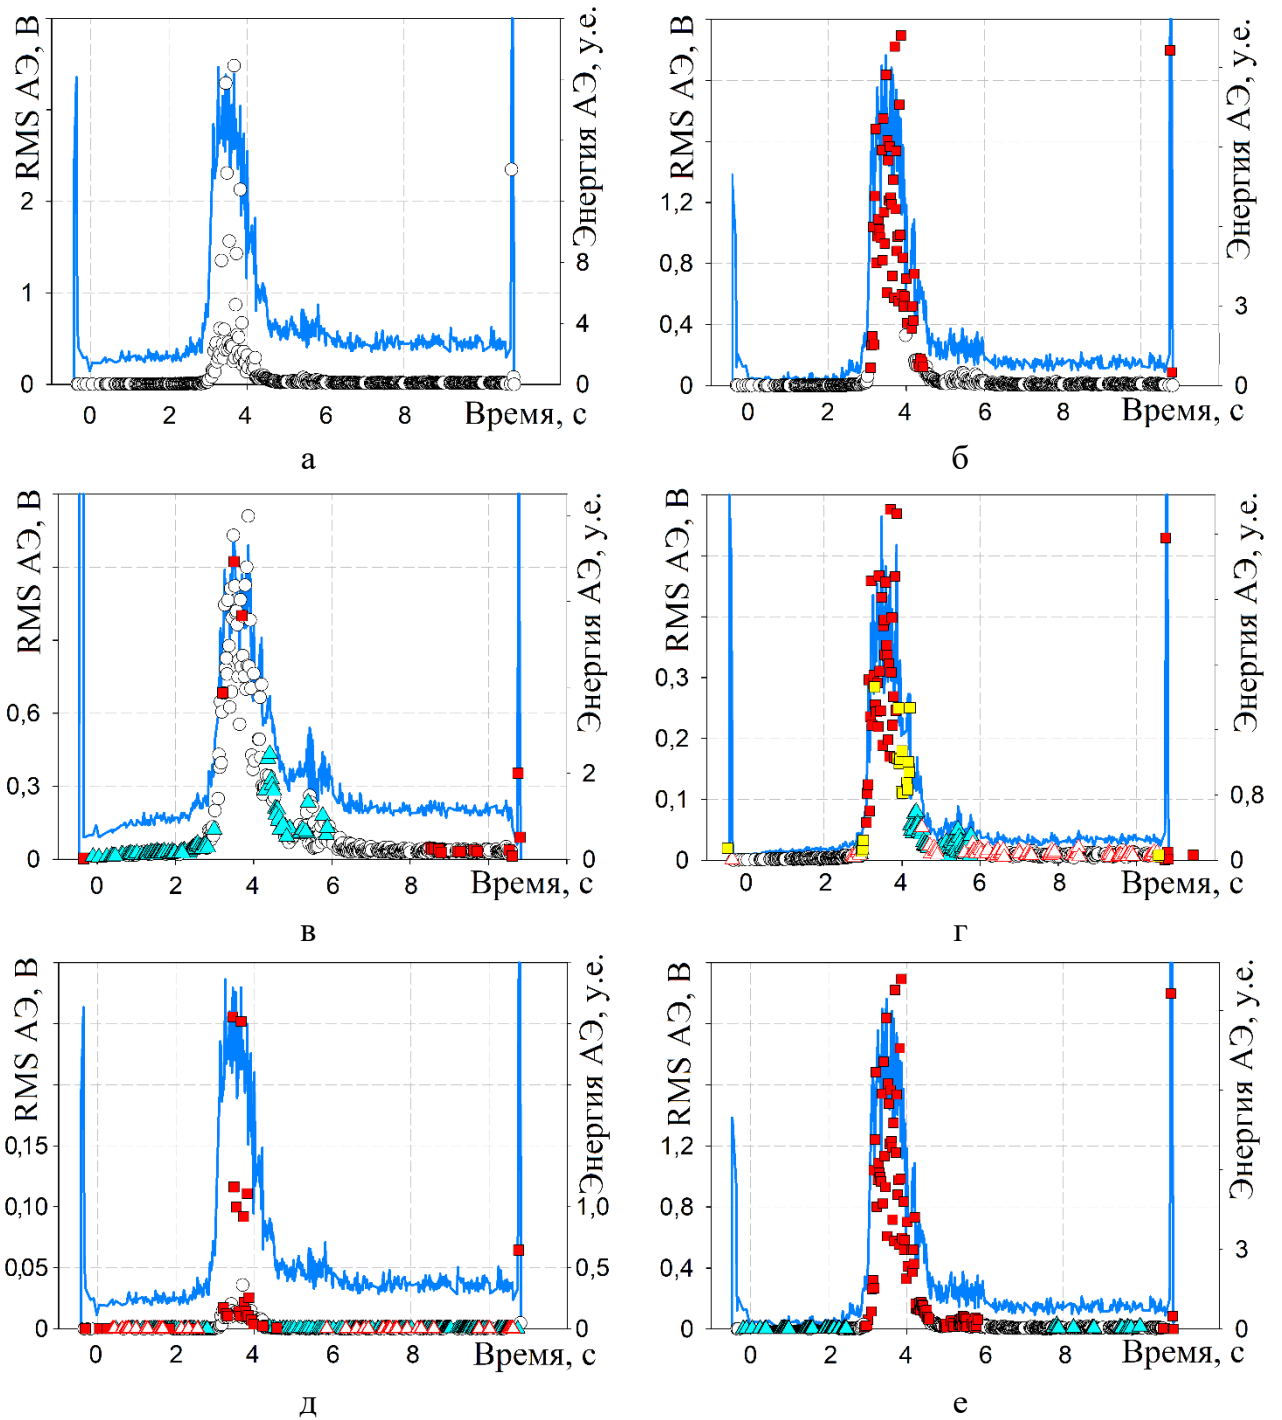 RMS АЭ, В
2
1
0
Энергия АЭ, у.е.
8
4
0
0 2 4 6 8 Время, с
а
RMS АЭ, В
1,2
0,8
0,4
0
Энергия АЭ, у.е.
3
0
0 2 4 6 8 Время, с
б
RMS АЭ, В
0,6
0,3
0
Энергия АЭ, у.е.
2
0
0 2 4 6 8 Время, с
в
RMS АЭ, В
0,3
0,2
0,1
0
Энергия АЭ, у.е.
0,8
0
2 4 6 8 Время, с
г
RMS АЭ, В
0,15
0,10
0,05
0
Энергия АЭ, у.е.
1,0
0,5
0
0 2 4 6 8 Время, с
д
RMS АЭ, В
1,2
0,8
0,4
0
Энергия АЭ, у.е.
3
0
0 2 4 6 8 Время, с
е